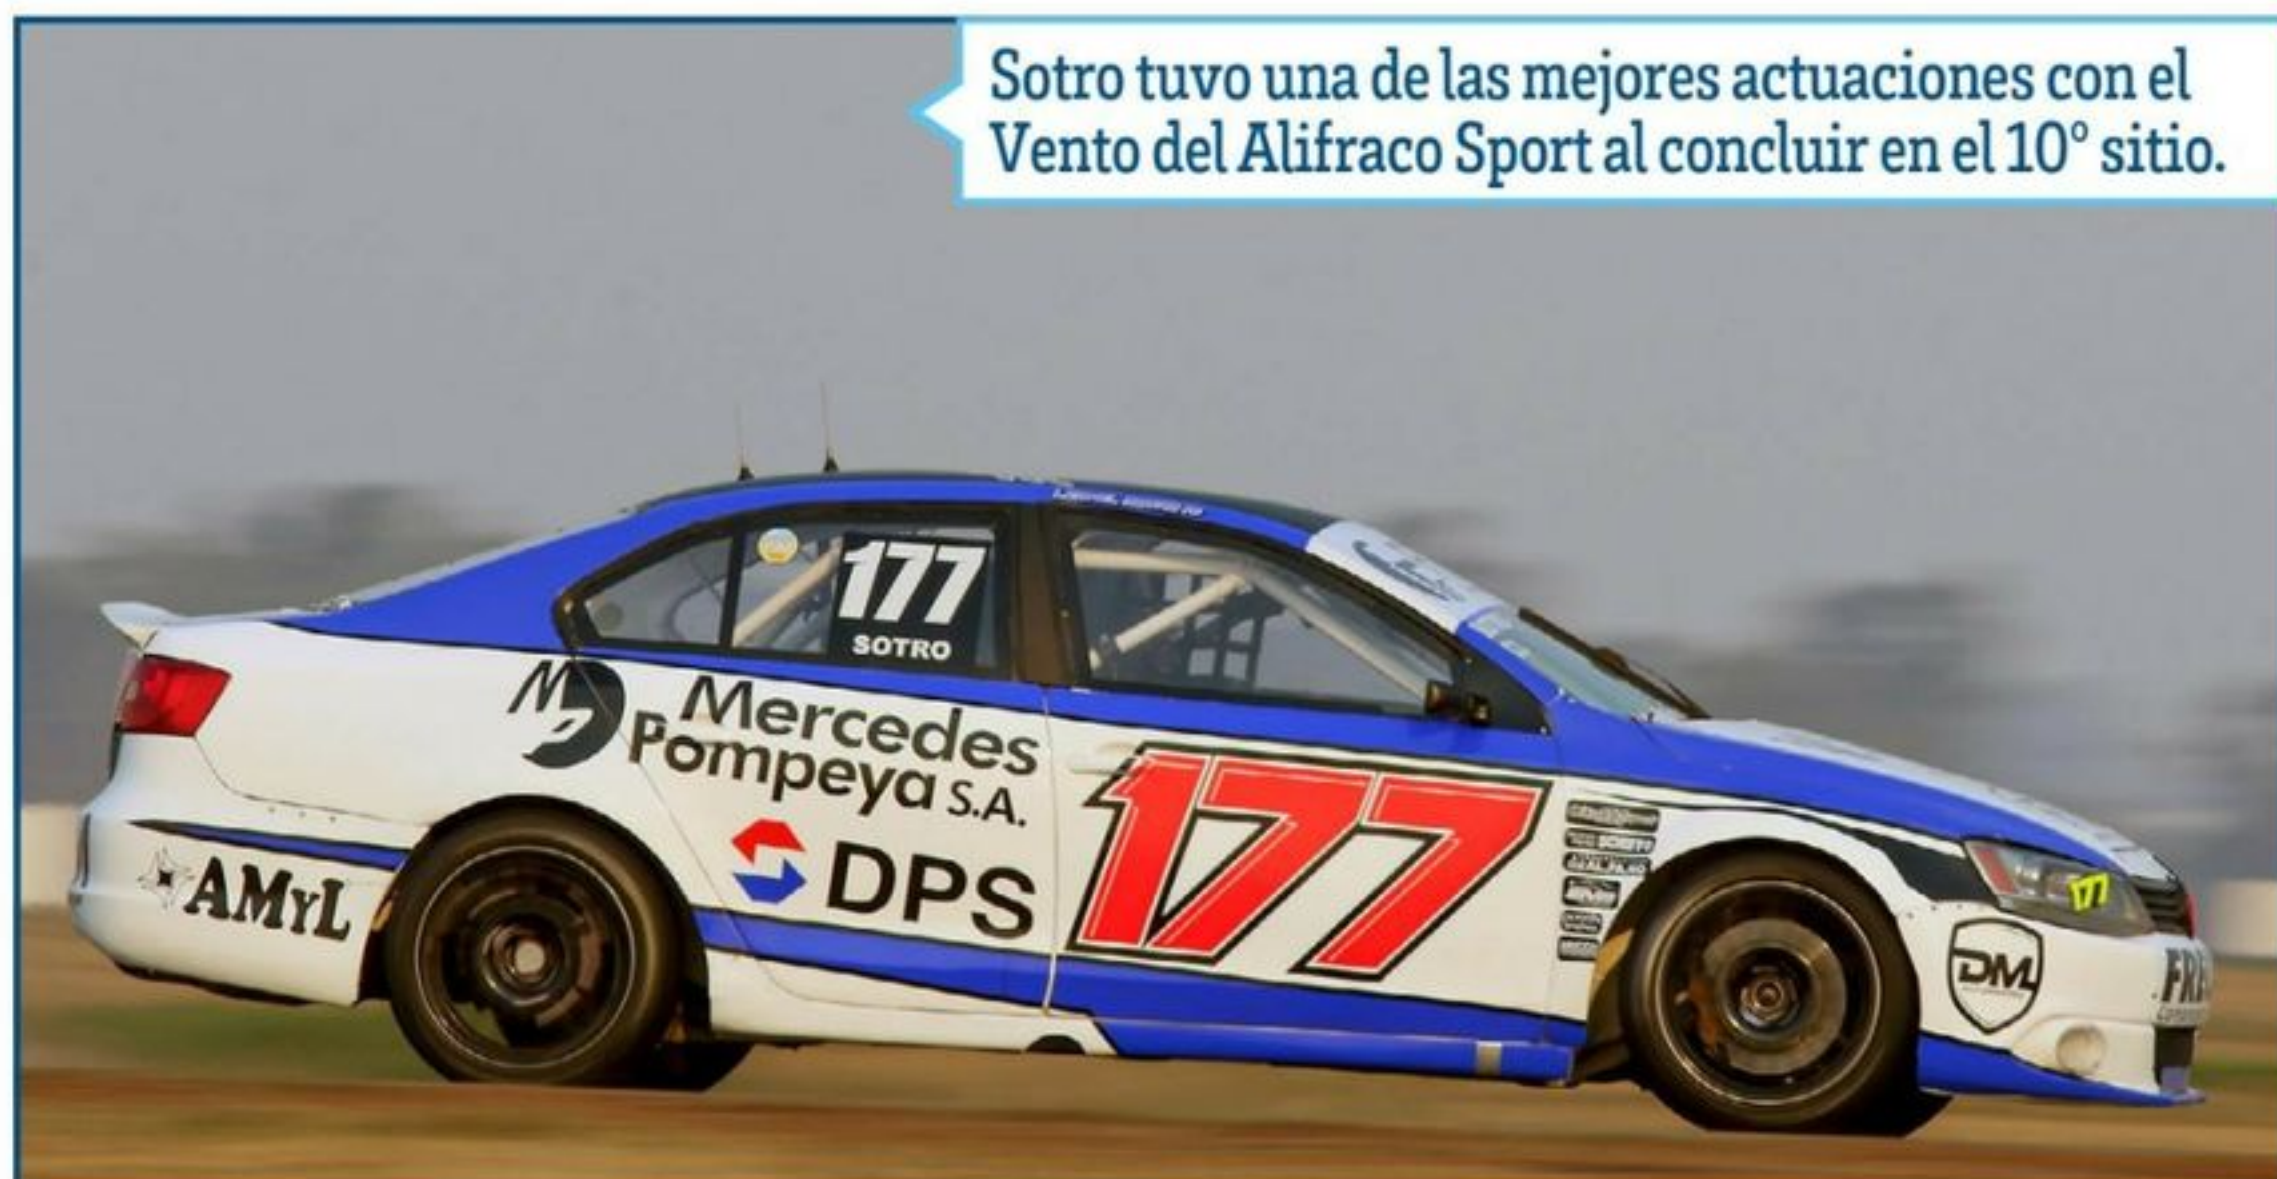 Sotro tuvo una de las mejores actuaciones con el
Vento del Alifraco Sport al concluir en el 10° sitio.
177
SOTRO
MD
Mercedes
Pompeya S.A.
DPS
177
AMyL
177
DM